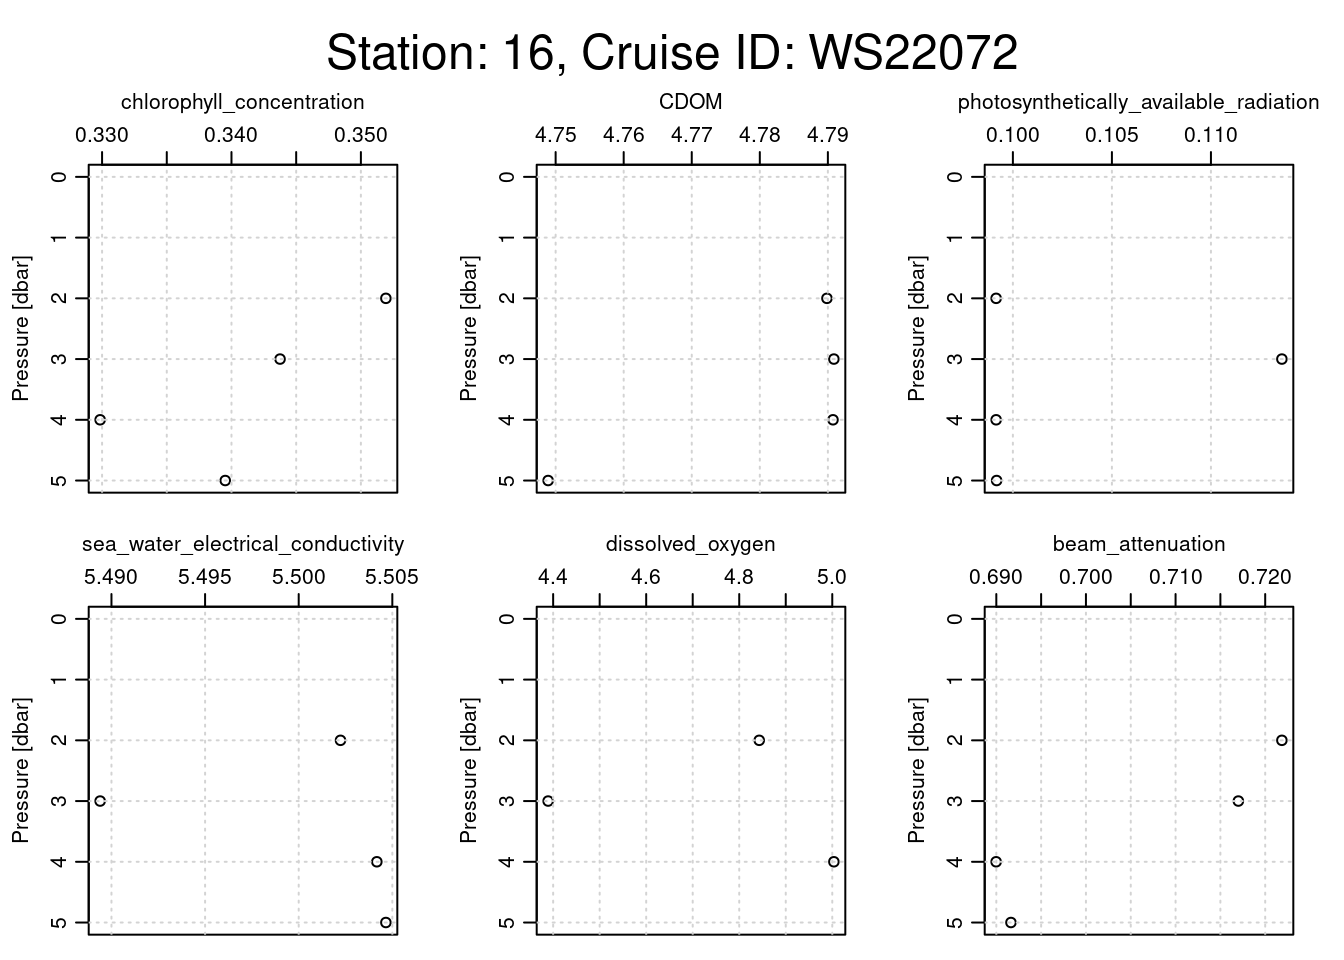 Station: 16, Cruise ID: WS22072
chlorophyll_concentration
0.330 0.340 0.350
Pressure [dbar]
0
1
2
3
4
5
CDOM
4.75 4.76 4.77 4.78 4.79
Pressure [dbar]
0
1
2
3
4
5
photosynthetically_available_radiation
0.100 0.105 0.110
Pressure [dbar]
0
1
2
3
4
5
sea_water_electrical_conductivity
5.490 5.495 5.500 5.505
Pressure [dbar]
0
1
2
3
4
5
dissolved_oxygen
4.4 4.6 4.8 5.0
Pressure [dbar]
0
1
2
3
4
5
beam_attenuation
0.690 0.700 0.710 0.720
Pressure [dbar]
0
1
2
3
4
5